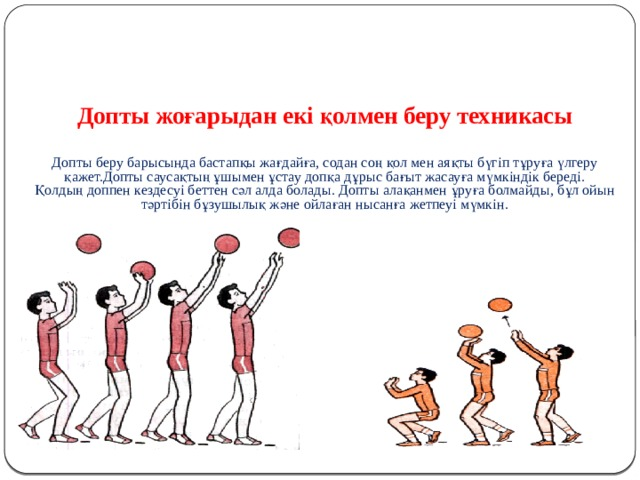 Допты жоғарыдан екі қолмен беру техникасы
Допты беру барысында бастапқы жағдайға, содан соң қол мен аяқты бүгіп тұруға үлгеру
қажет.Допты саусақтың ұшымен ұстау допқа дұрыс бағыт жасауға мүмкіндік береді.
Қолдың доппен кездесуі беттен сәл алда болады. Допты алақанмен ұруға болмайды, бұл ойын
тәртібін бұзушылық және ойлаған нысанға жетпеуі мүмкін.